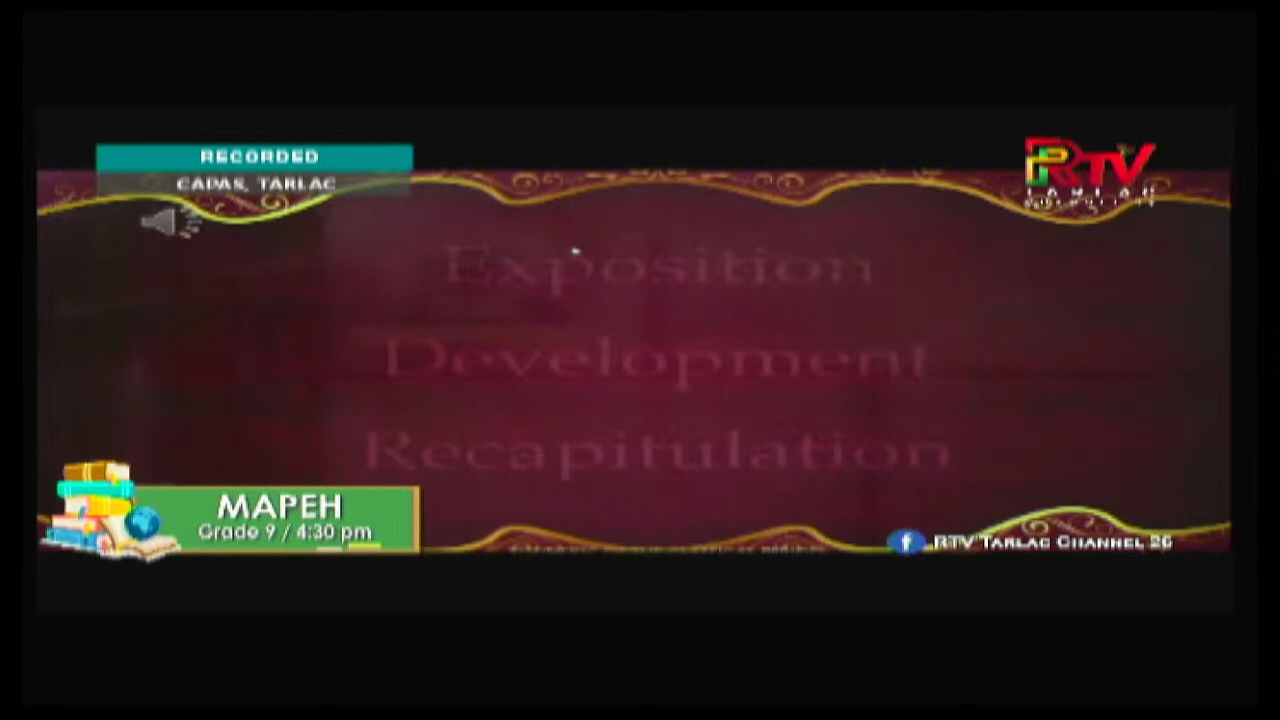 RECORDED
CAPAS, TARLAC
RTV
TARLAC
Exposition
Development
Recapitulation
MAPEH
Grade 9 / 4:30 pm
RTV TARLAC CHANNEL 26